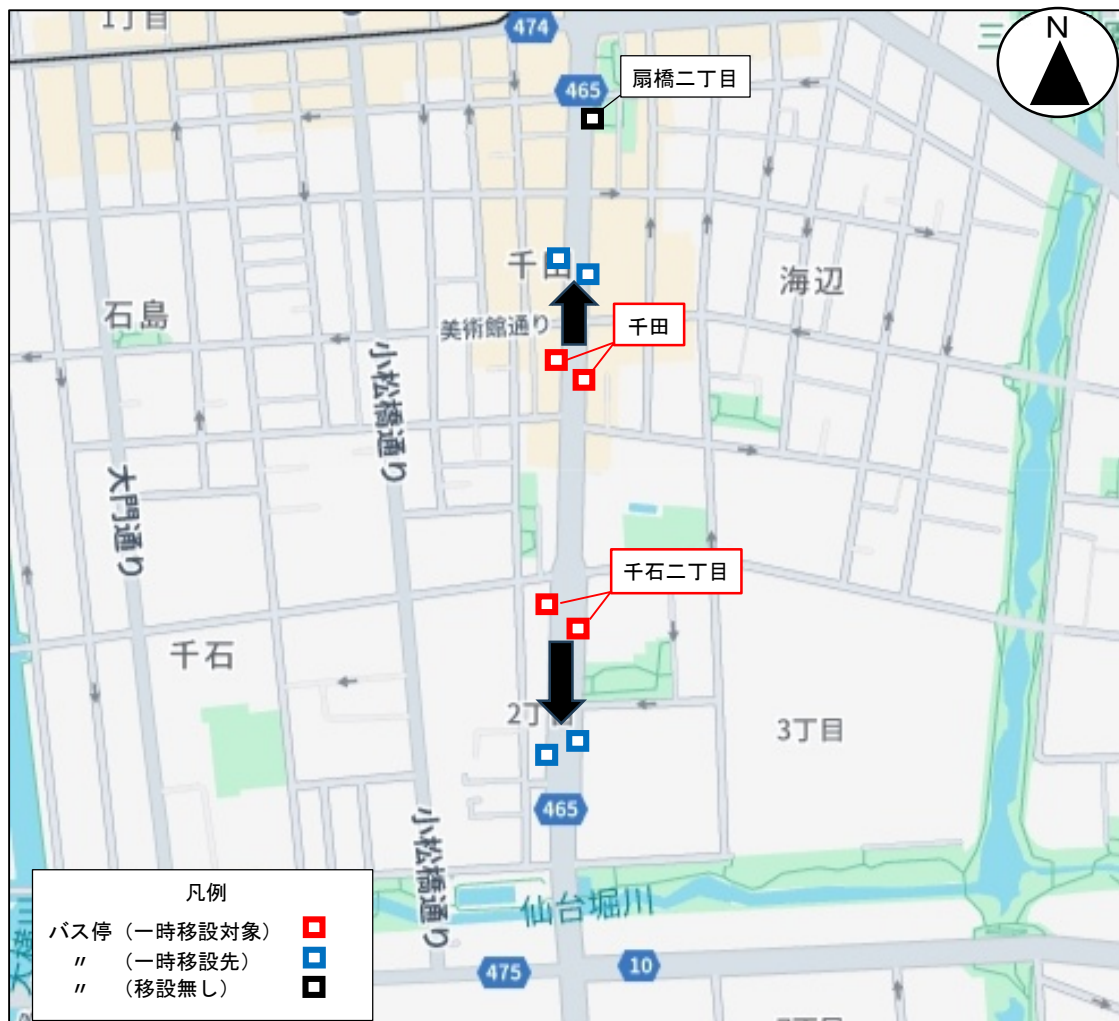 1丁目
474
N
465
扇橋二丁目
千田
海辺
石島
美術館通り
千田
小松橋通り
大門通り
千石二丁目
千石
2丁目
3丁目
465
小松橋通り
仙台堀川
475
10
凡例
バス停（一時移設対象）
〃　（一時移設先）
〃　（移設無し）